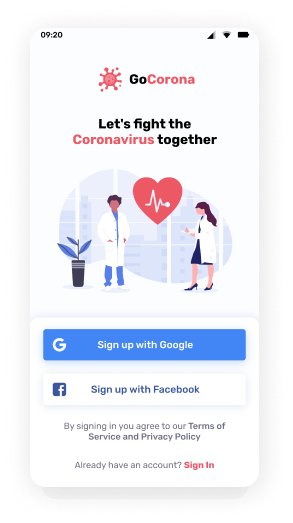 09:20
GoCorona
Let's fight the
Coronavirus together
Sign up with Google
Sign up with Facebook
By signing in you agree to our Terms of
Service and Privacy Policy
Already have an account? Sign In